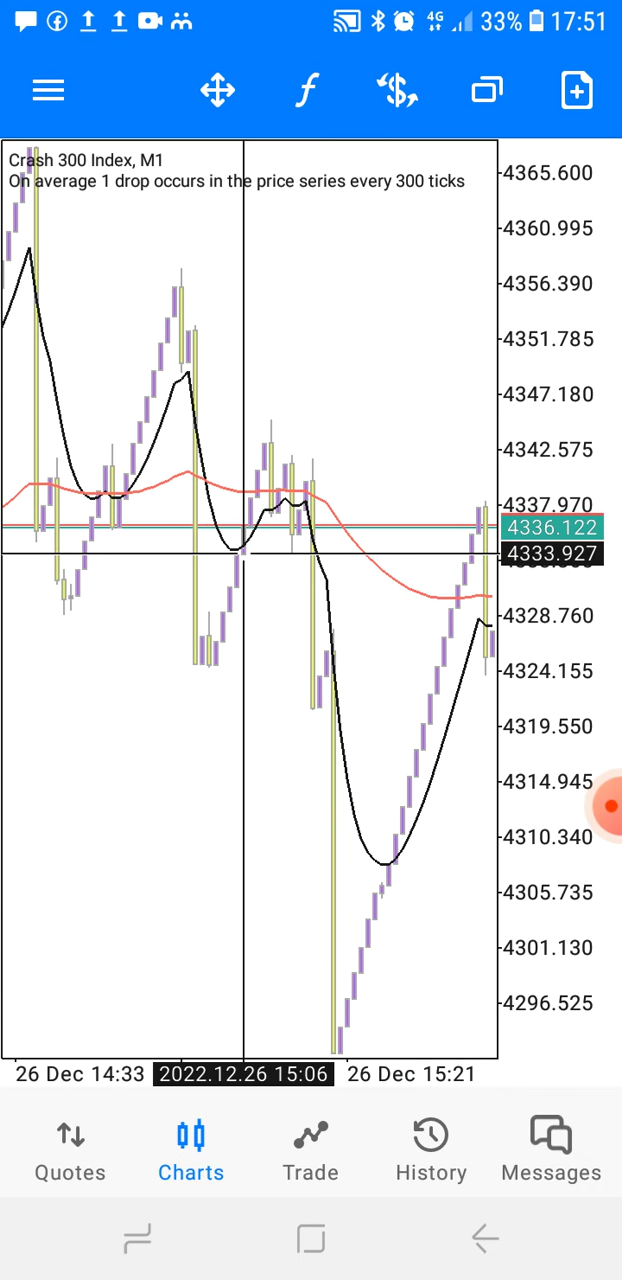 4G 33% 17:51
f $
Crash 300 Index, M1
On average 1 drop occurs in the price series every 300 ticks
4365.600
4360.995
4356.390
4351.785
4347.180
4342.575
4337.970
4336.122
4333.927
4328.760
4324.155
4319.550
4314.945
4310.340
4305.735
4301.130
4296.525
26 Dec 14:33 2022.12.26 15:06 26 Dec 15:21
Quotes Charts Trade History Messages